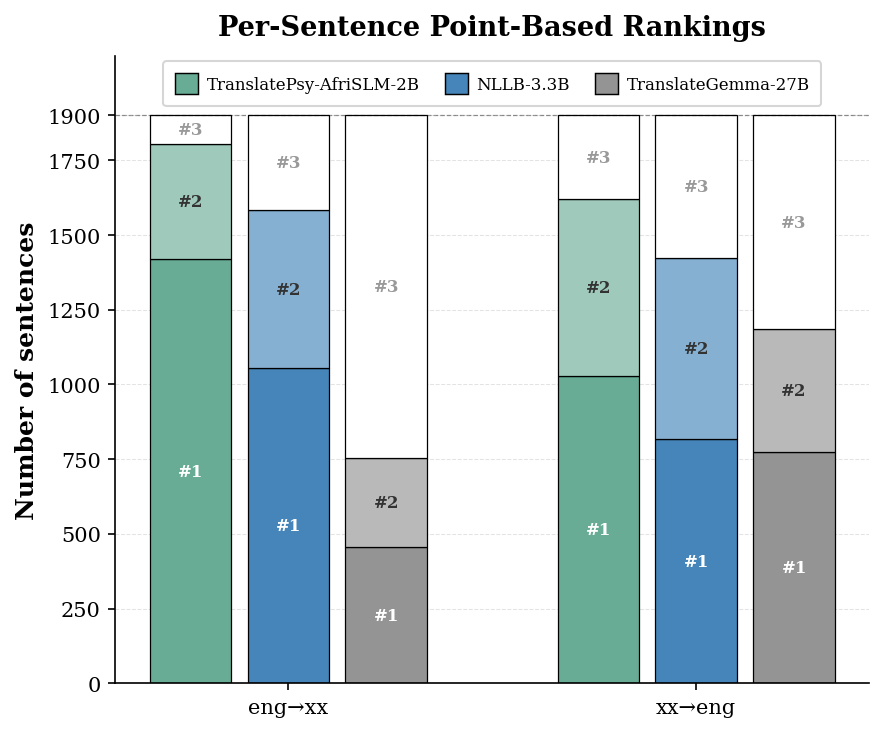 Per-Sentence Point-Based Rankings
TranslatePsy-AfriSLM-2B NLLB-3.3B TranslateGemma-27B
Number of sentences
1900
1750
1500
1250
1000
750
500
250
0
#3 #2 #1
#3 #2 #1
#3 #2 #1
#3 #2 #1
#3 #2 #1
#3 #2 #1
eng→xx xx→eng